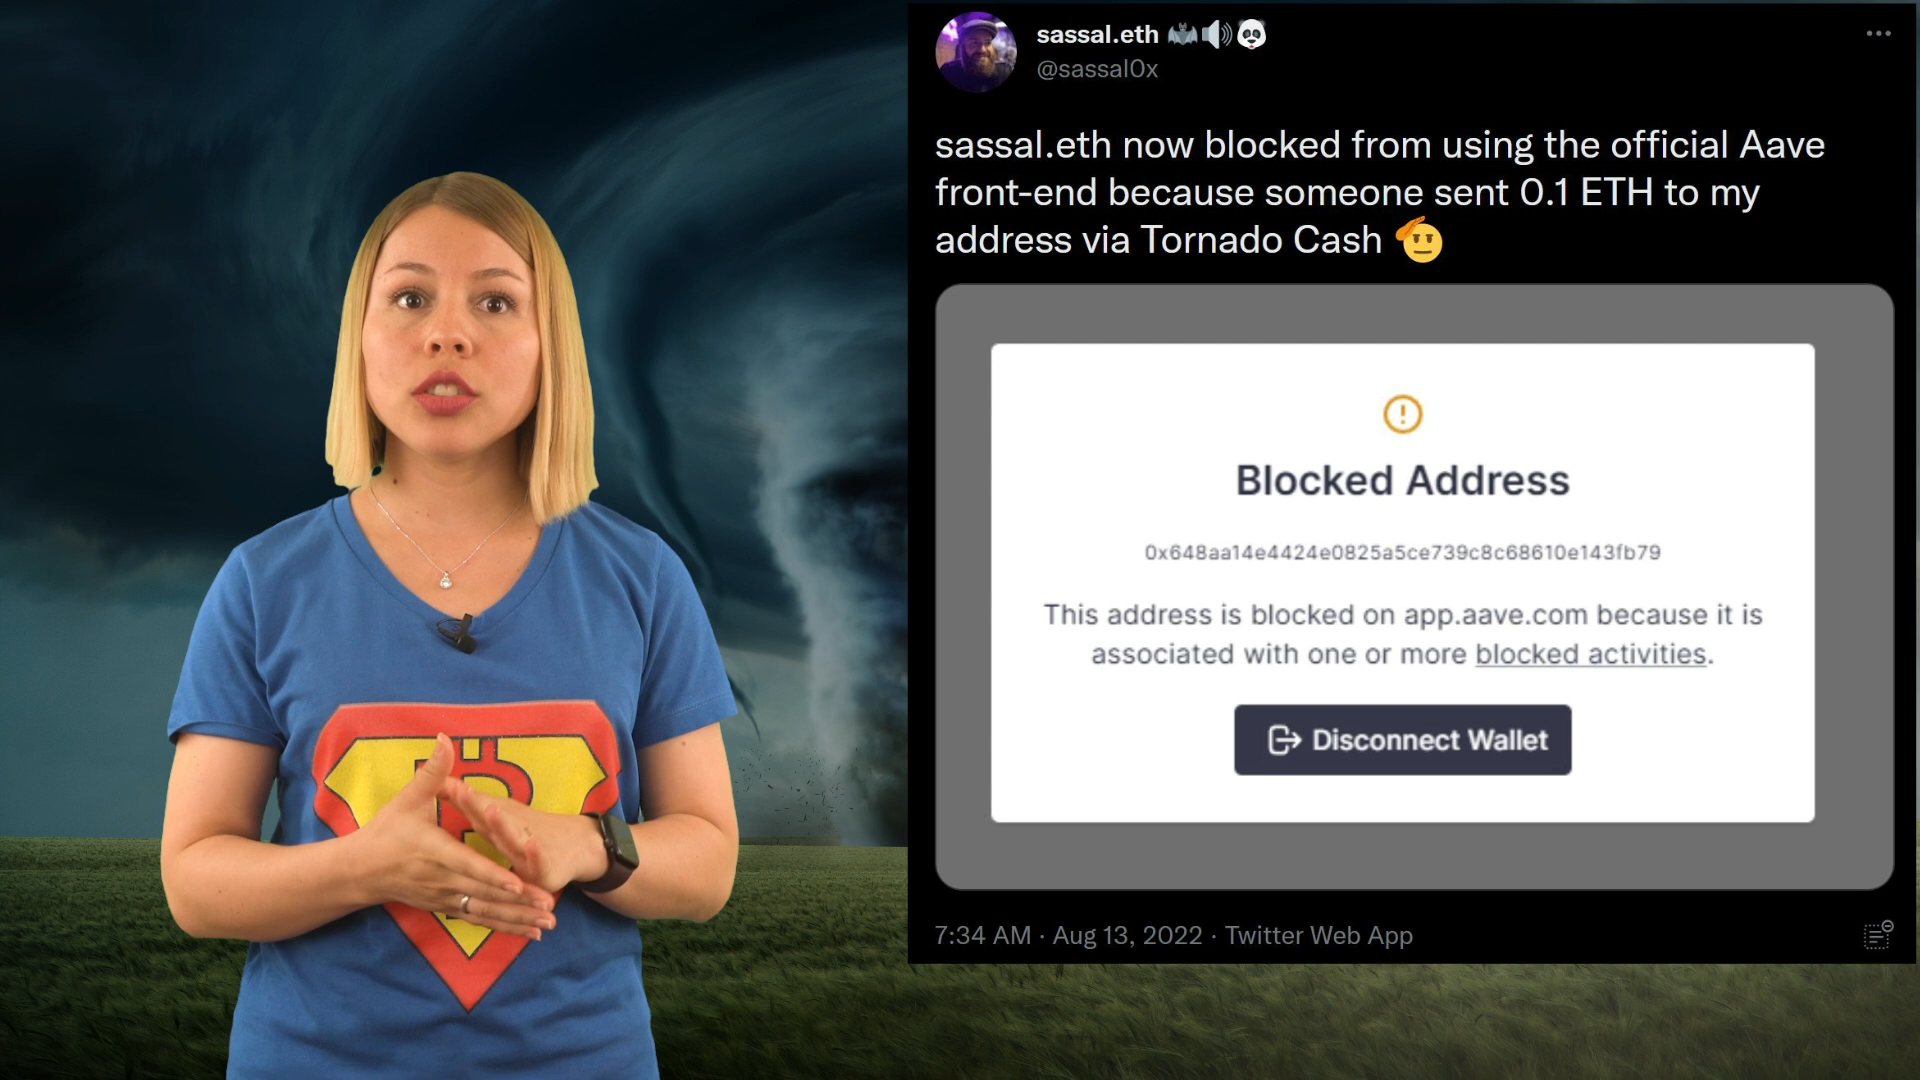 sassal.eth 🦇🔊🐼
@sassal0x
sassal.eth now blocked from using the official Aave
front-end because someone sent 0.1 ETH to my
address via Tornado Cash 🫡
Blocked Address
0x648aa14e4424e0825a5ce739c8c68610e143fb79
This address is blocked on app.aave.com because it is
associated with one or more blocked activities.
Disconnect Wallet
7:34 AM · Aug 13, 2022 · Twitter Web App